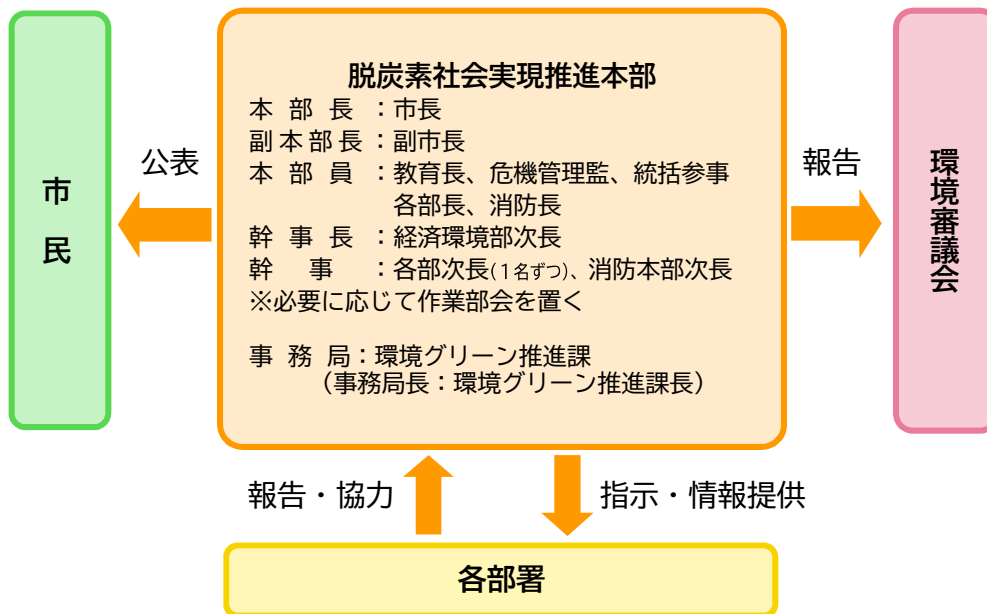 脱炭素社会実現推進本部
本部長：市長
副本部長：副市長
本部員：教育長、危機管理監、統括参事
各部長、消防長
幹事長：経済環境部次長
幹事：各部次長(１名ずつ)、消防本部次長
※必要に応じて作業部会を置く
事務局：環境グリーン推進課
（事務局長：環境グリーン推進課長）
公表
市民
報告
環境審議会
報告・協力
指示・情報提供
各部署